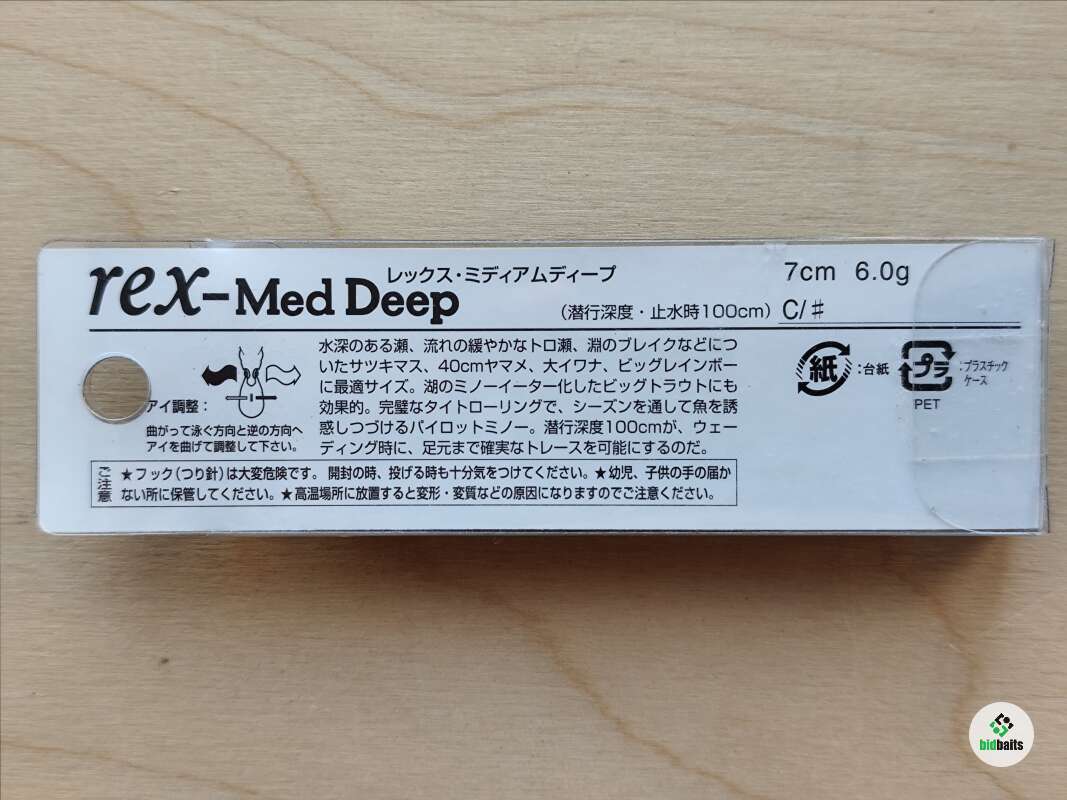 rex-Med Deep
レックス・ミディアムディープ
7cm 6.0g
(潜行深度・止水時100cm) C/#
水深のある瀬、流れの緩やかなトロ瀬、淵のブレイクなどにつ
いたサツキマス、40cmヤマメ、大イワナ、ビッグレインボー
に最適サイズ。湖のミノーイーター化したビッグトラウトにも
効果的。完璧なタイトローリングで、シーズンを通して魚を誘
惑しつづけるパイロットミノー。潜行深度100cmが、ウェー
ディング時に、足元まで確実なトレースを可能にするのだ。
アイ調整：
曲がって泳ぐ方向と逆の方向へ
アイを曲げて調整して下さい。
紙 ：台紙
プラ ：プラスチック
ケース
PET
ご注意
★フック(つり針)は大変危険です。開封の時、投げる時も十分気をつけてください。★幼児、子供の手の届か
ない所に保管してください。★高温場所に放置すると変形・変質などの原因になりますのでご注意ください。
bidbaits